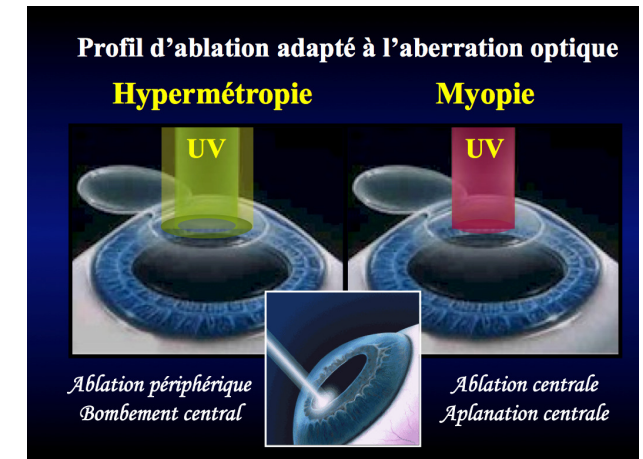 Profil d’ablation adapté à l’aberration optique
Hypermétropie
Myopie
UV
UV
Ablation périphérique
Bombement central
Ablation centrale
Aplanation centrale